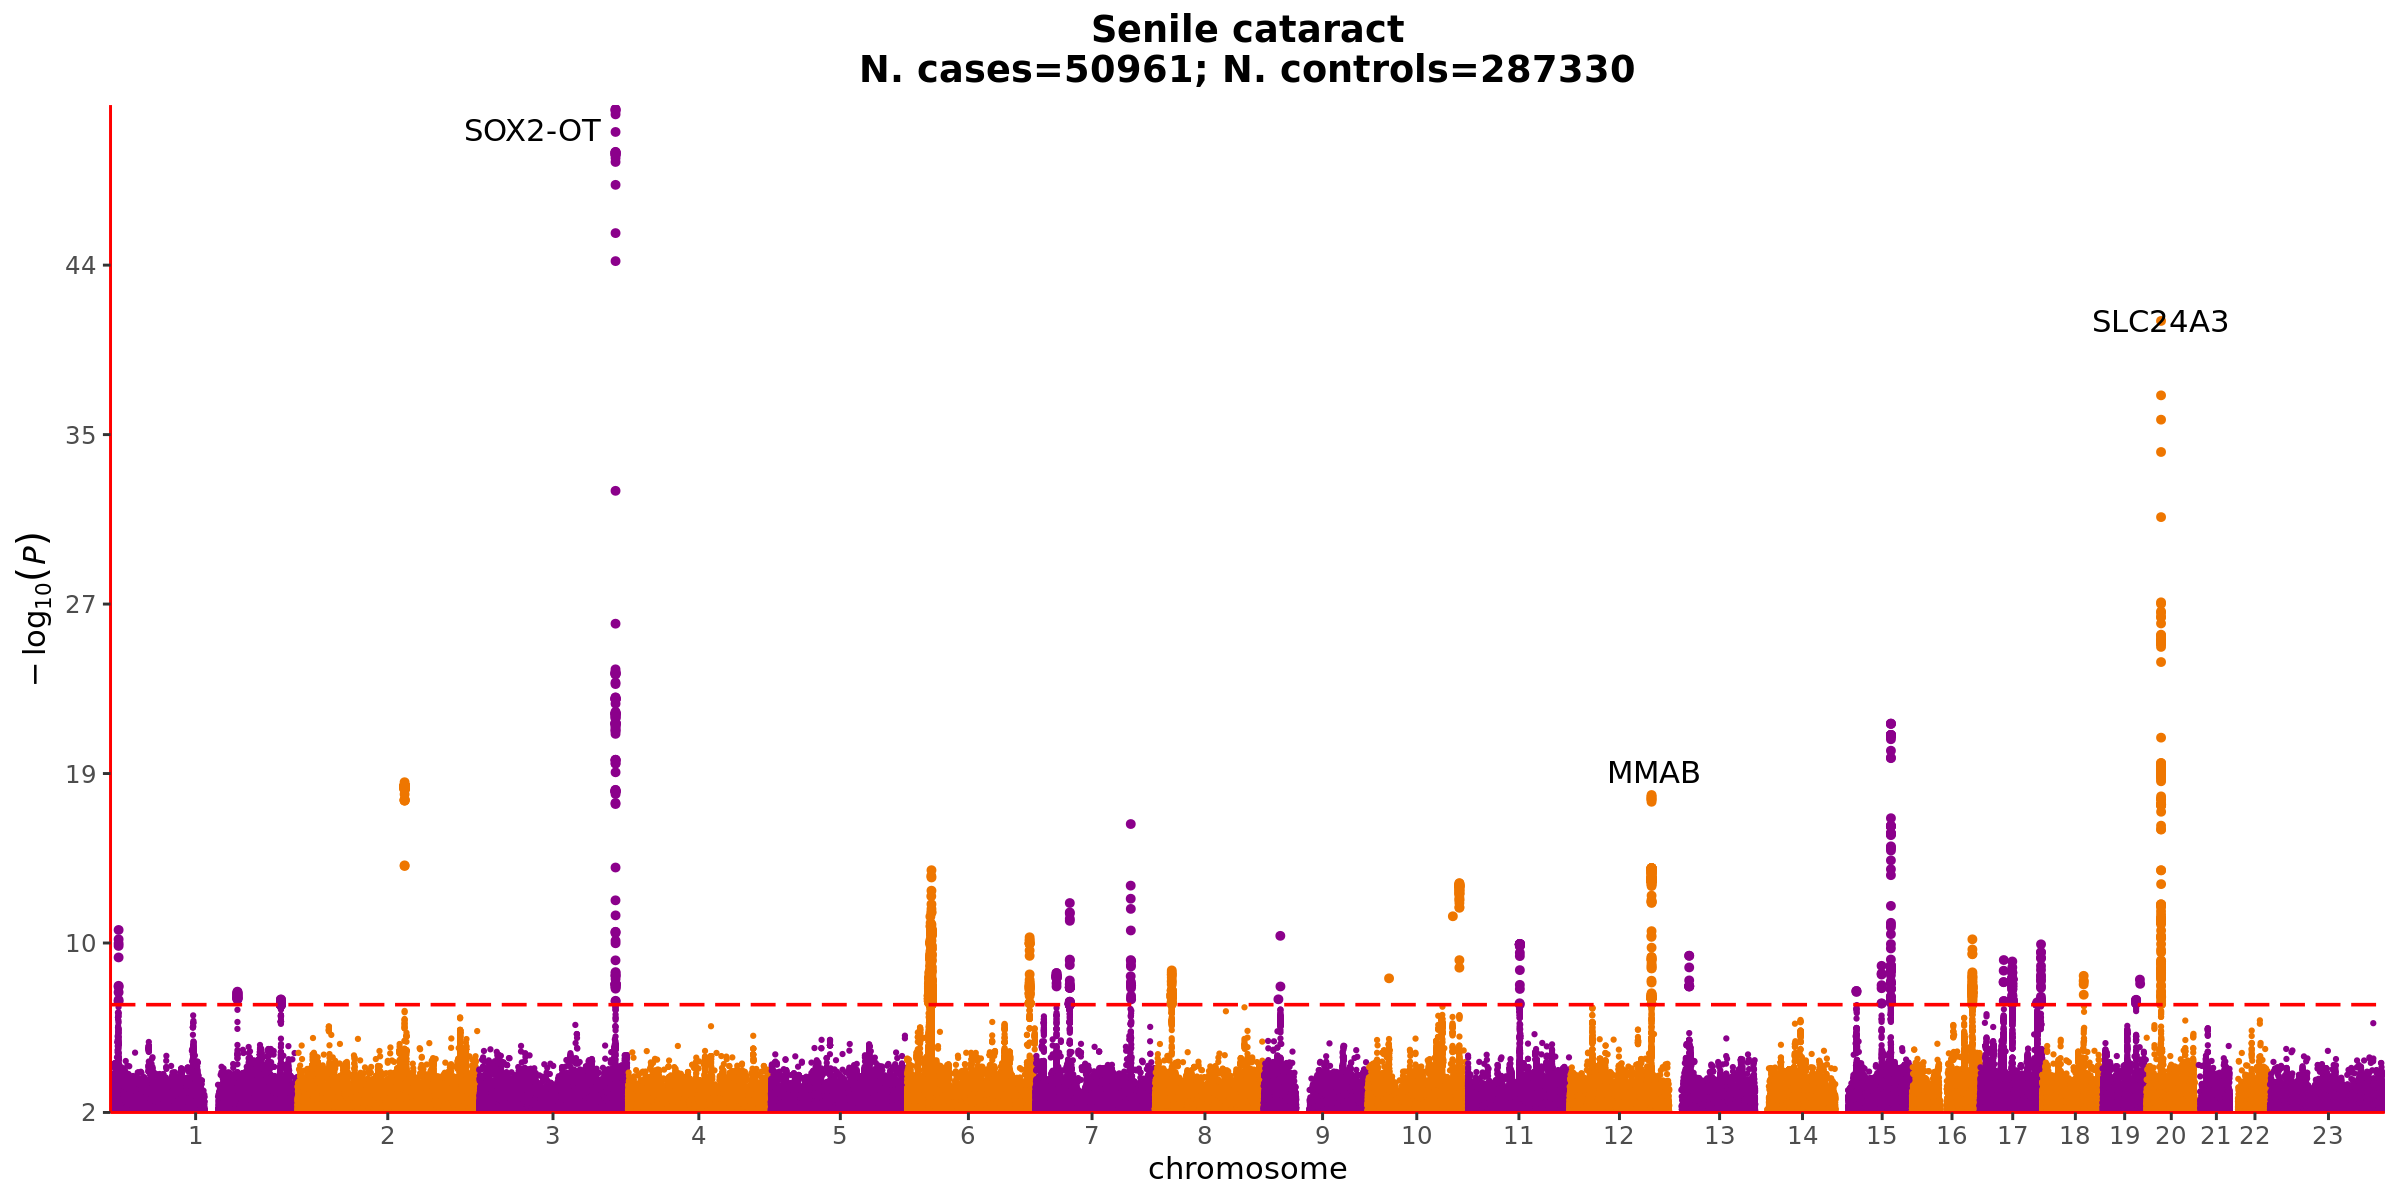 Senile cataract
N. cases=50961; N. controls=287330
SOX2-OT
44
SLC24A3
35
− log10(P)
27
MMAB
19
10
2
1 2 3 4 5 6 7 8 9 10 11 12 13 14 15 16 17 18 19 20 21 22 23
chromosome